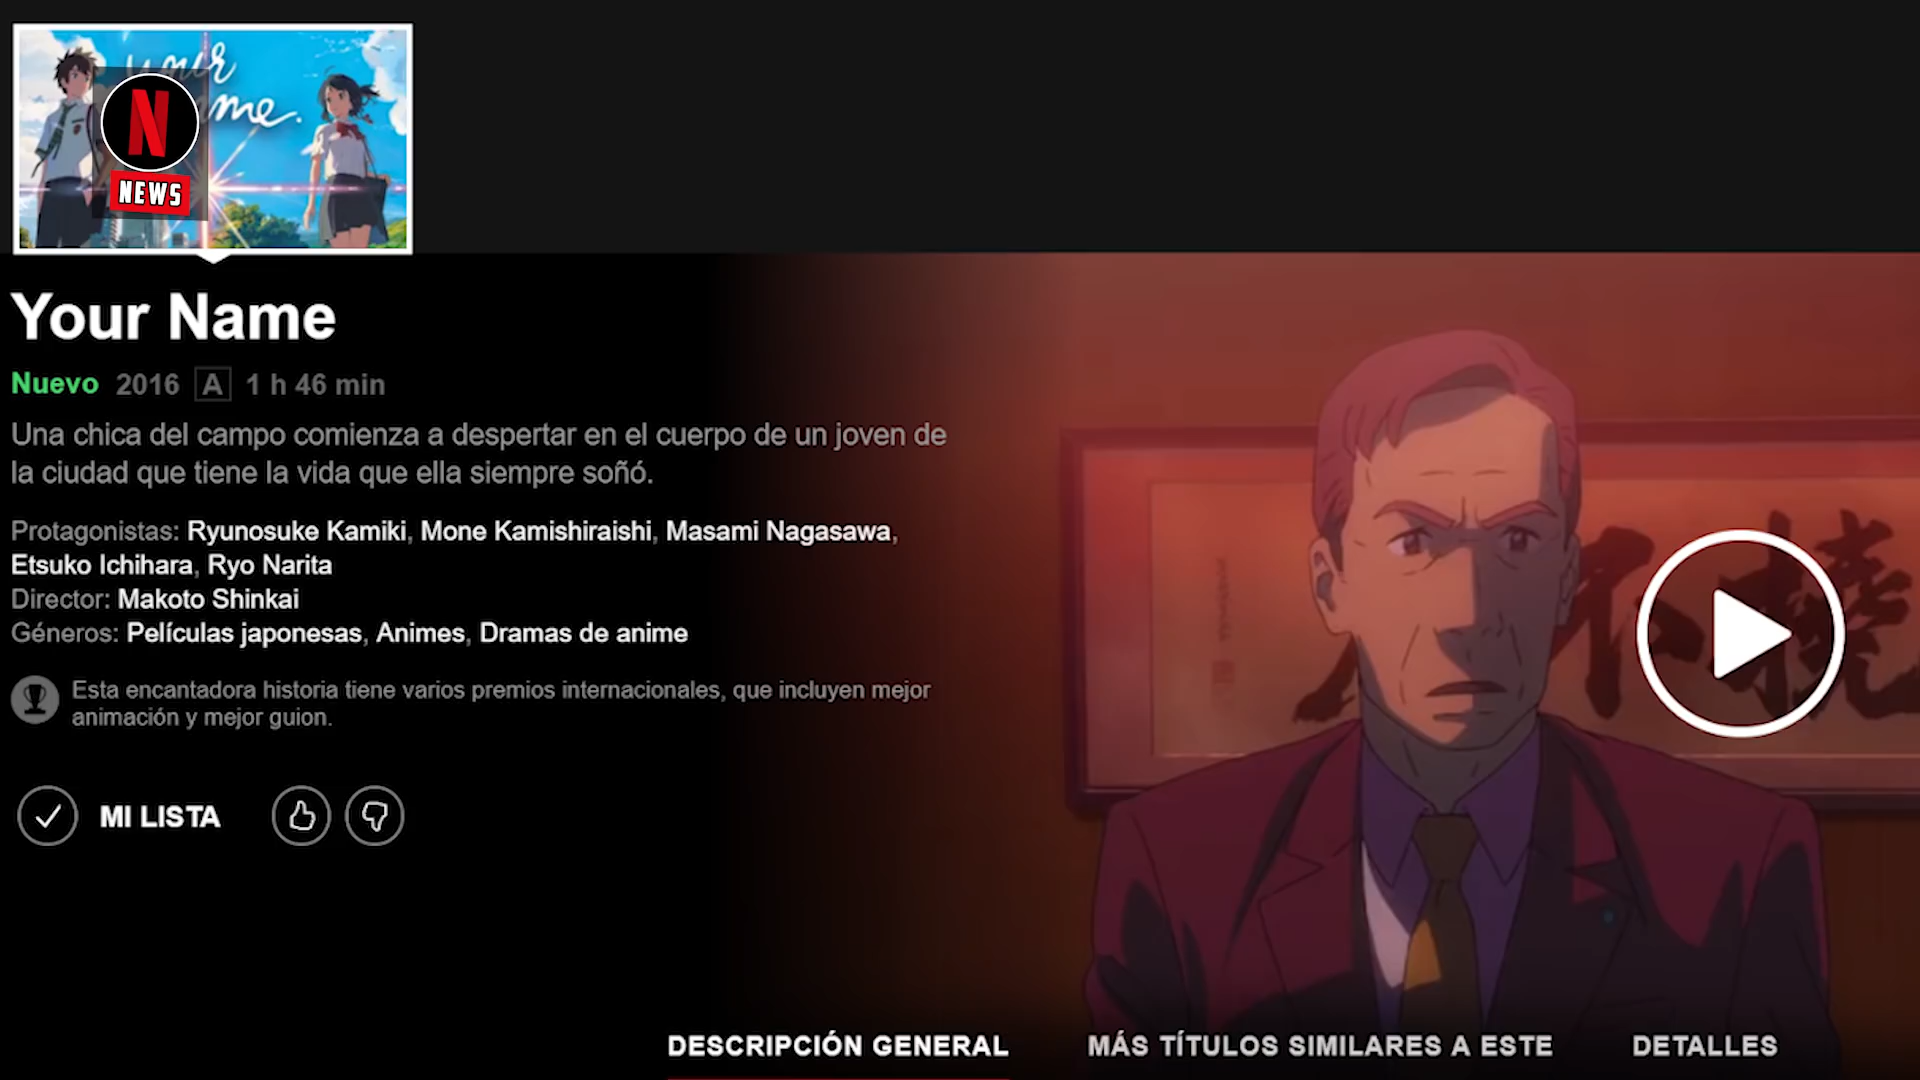 your
name.
N
NEWS
Your Name
Nuevo 2016 A 1 h 46 min
Una chica del campo comienza a despertar en el cuerpo de un joven de
la ciudad que tiene la vida que ella siempre soñó.
Protagonistas: Ryunosuke Kamiki, Mone Kamishiraishi, Masami Nagasawa,
Etsuko Ichihara, Ryo Narita
Director: Makoto Shinkai
Géneros: Películas japonesas, Animes, Dramas de anime
Esta encantadora historia tiene varios premios internacionales, que incluyen mejor
animación y mejor guion.
MI LISTA
DESCRIPCIÓN GENERAL MÁS TÍTULOS SIMILARES A ESTE DETALLES